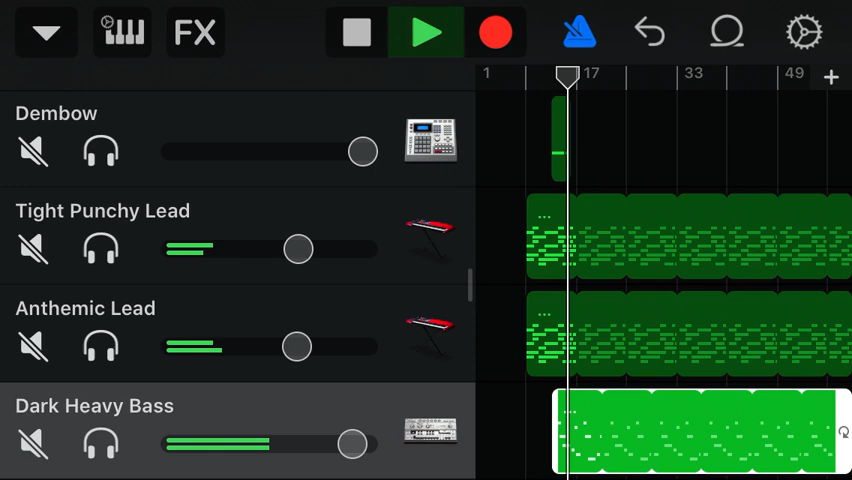 FX
1 17 33 49 +
Dembow
Tight Punchy Lead
Anthemic Lead
Dark Heavy Bass